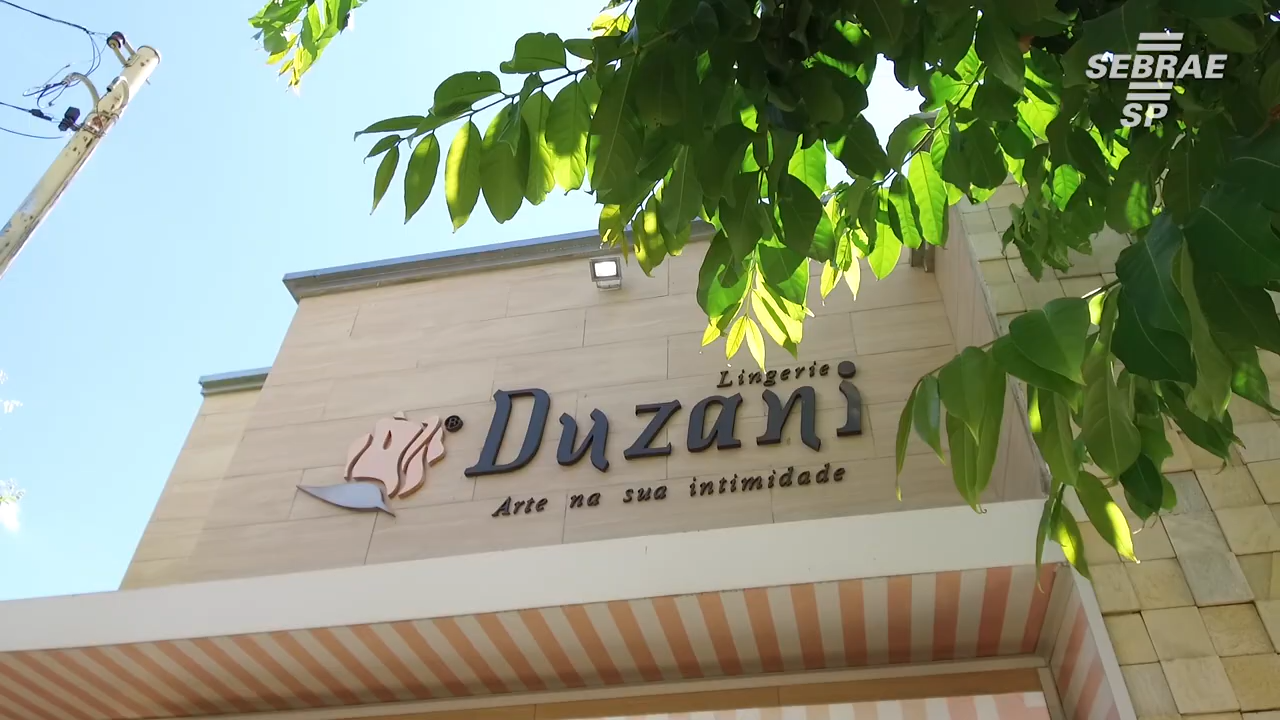 SEBRAE
SP
Lingerie
Duzani
Arte na sua intimidade